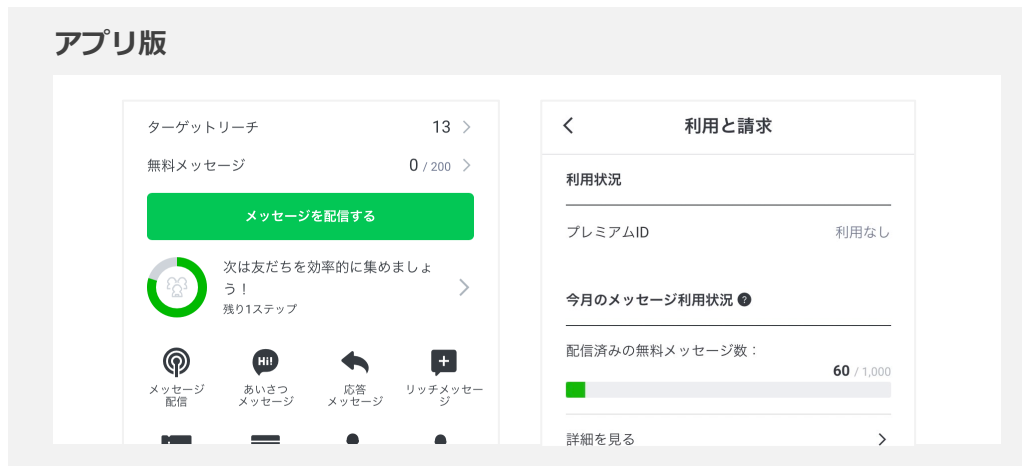 アプリ版
ターゲットリーチ 13
無料メッセージ 0 / 200
メッセージを配信する
次は友だちを効率的に集めましょ
う！
残り1ステップ
Hi!
メッセージ
配信
あいさつ
メッセージ
応答
メッセージ
リッチメッセー
ジ
利用と請求
利用状況
プレミアムID 利用なし
今月のメッセージ利用状況 ?
配信済みの無料メッセージ数：
60 / 1,000
詳細を見る